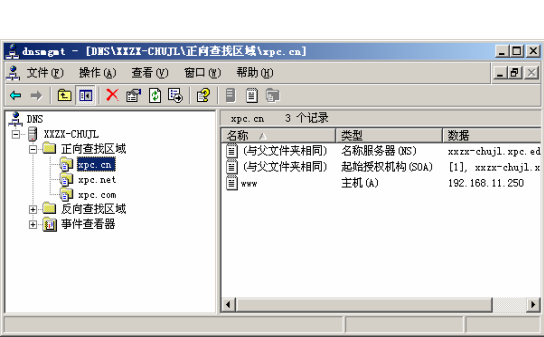 dnsmgmt - [DNS\XXZX-CHUJL\正向查找区域\xpc.cn]
文件(F) 操作(A) 查看(V) 窗口(W) 帮助(H)
DNS
XXZX-CHUJL
正向查找区域
xpc.cn
xpc.net
xpc.com
反向查找区域
事件查看器
xpc.cn 3 个记录
名称 类型 数据
(与父文件夹相同) 名称服务器(NS) xxzx-chujl.xpc.ed
(与父文件夹相同) 起始授权机构(SOA) [1], xxzx-chujl.x
www 主机(A) 192.168.11.250